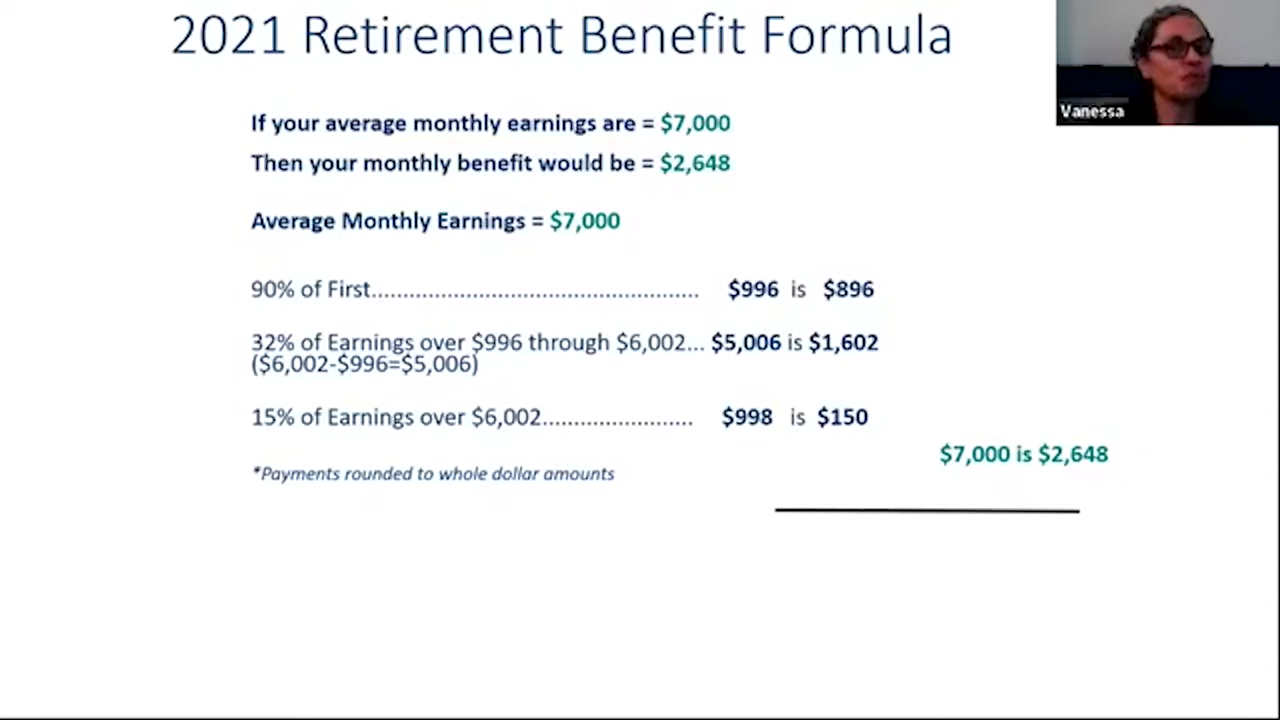 2021 Retirement Benefit Formula
Vanessa
If your average monthly earnings are = $7,000
Then your monthly benefit would be = $2,648
Average Monthly Earnings = $7,000
90% of First.................................................... $996 is $896
32% of Earnings over $996 through $6,002... $5,006 is $1,602
($6,002-$996=$5,006)
15% of Earnings over $6,002........................ $998 is $150
$7,000 is $2,648
*Payments rounded to whole dollar amounts